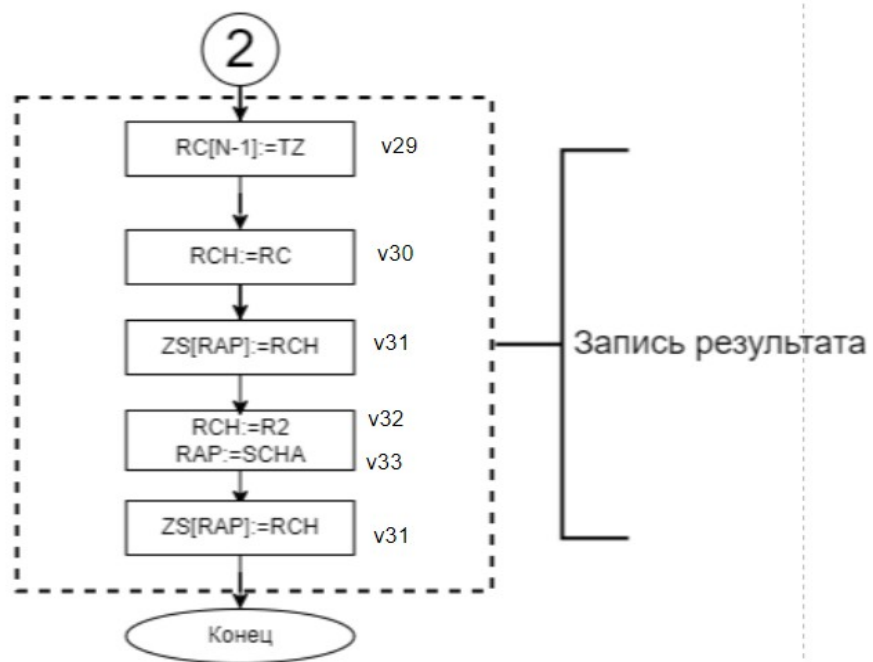 2
RC[N-1]:=TZ
v29
RCH:=RC
v30
ZS[RAP]:=RCH
v31
Запись результата
RCH:=R2
v32
RAP:=SCHA
v33
ZS[RAP]:=RCH
v31
Конец